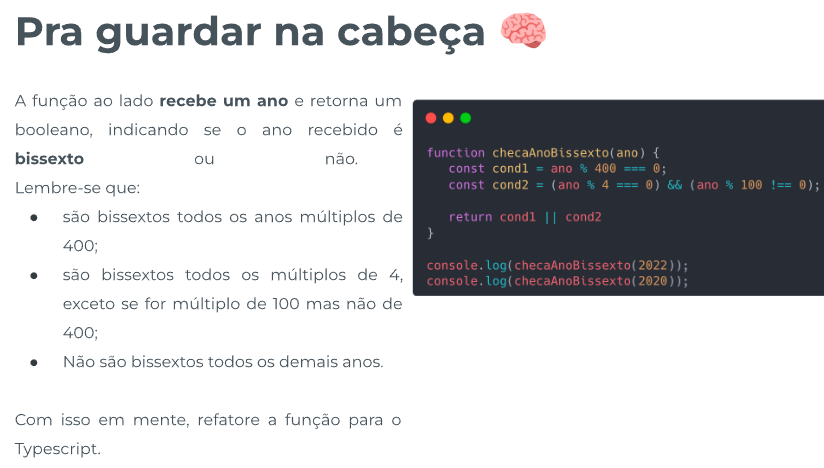 Pra guardar na cabeça 🧠
A função ao lado recebe um ano e retorna um
booleano, indicando se o ano recebido é
bissexto ou não.
Lembre-se que:
● são bissextos todos os anos múltiplos de
400;
● são bissextos todos os múltiplos de 4,
exceto se for múltiplo de 100 mas não de
400;
● Não são bissextos todos os demais anos.
Com isso em mente, refatore a função para o
Typescript.
function checaAnoBissexto(ano) {
   const cond1 = ano % 400 === 0;
   const cond2 = (ano % 4 === 0) && (ano % 100 !== 0);
   return cond1 || cond2
}
console.log(checaAnoBissexto(2022));
console.log(checaAnoBissexto(2020));